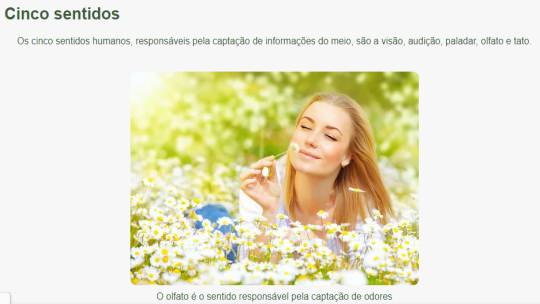 Cinco sentidos
Os cinco sentidos humanos, responsáveis pela captação de informações do meio, são a visão, audição, paladar, olfato e tato.
O olfato é o sentido responsável pela captação de odores